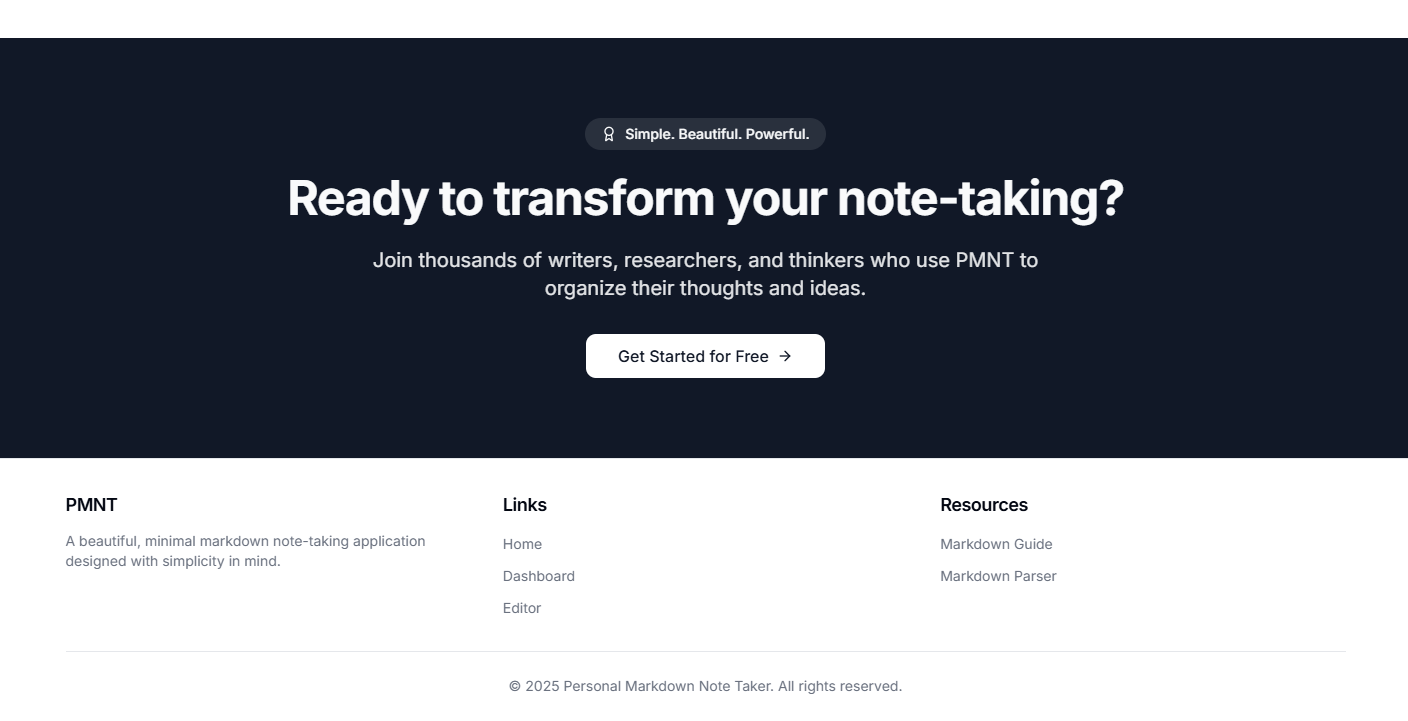 Simple. Beautiful. Powerful.
Ready to transform your note-taking?
Join thousands of writers, researchers, and thinkers who use PMNT to
organize their thoughts and ideas.
Get Started for Free
PMNT
A beautiful, minimal markdown note-taking application
designed with simplicity in mind.
Links
Home
Dashboard
Editor
Resources
Markdown Guide
Markdown Parser
© 2025 Personal Markdown Note Taker. All rights reserved.